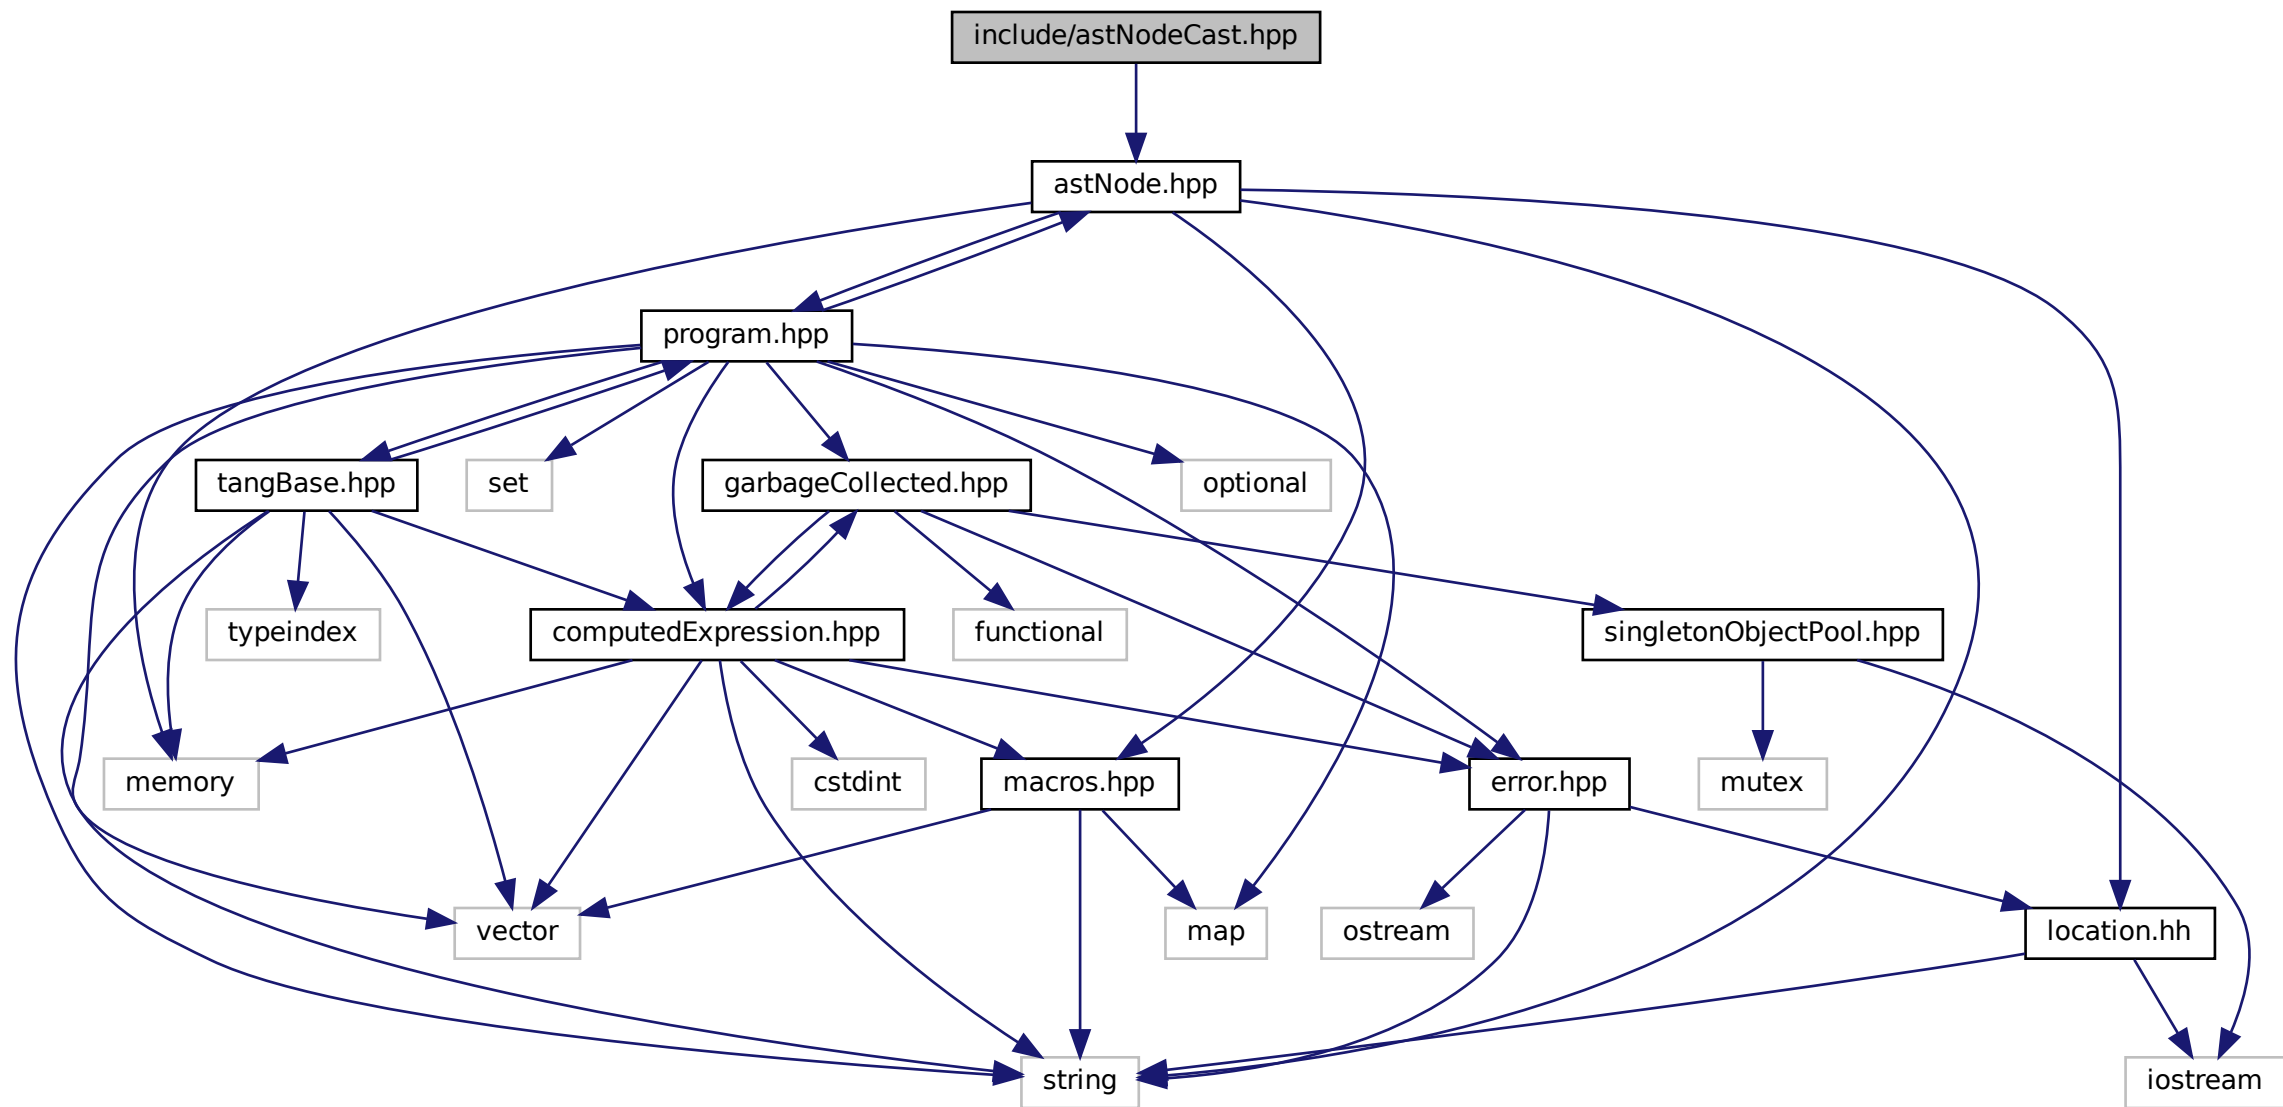 include/astNodeCast.hpp
astNode.hpp
program.hpp
tangBase.hpp
set
garbageCollected.hpp
optional
typeindex
computedExpression.hpp
functional
singletonObjectPool.hpp
memory
cstdint
macros.hpp
error.hpp
mutex
vector
map
ostream
location.hh
string
iostream